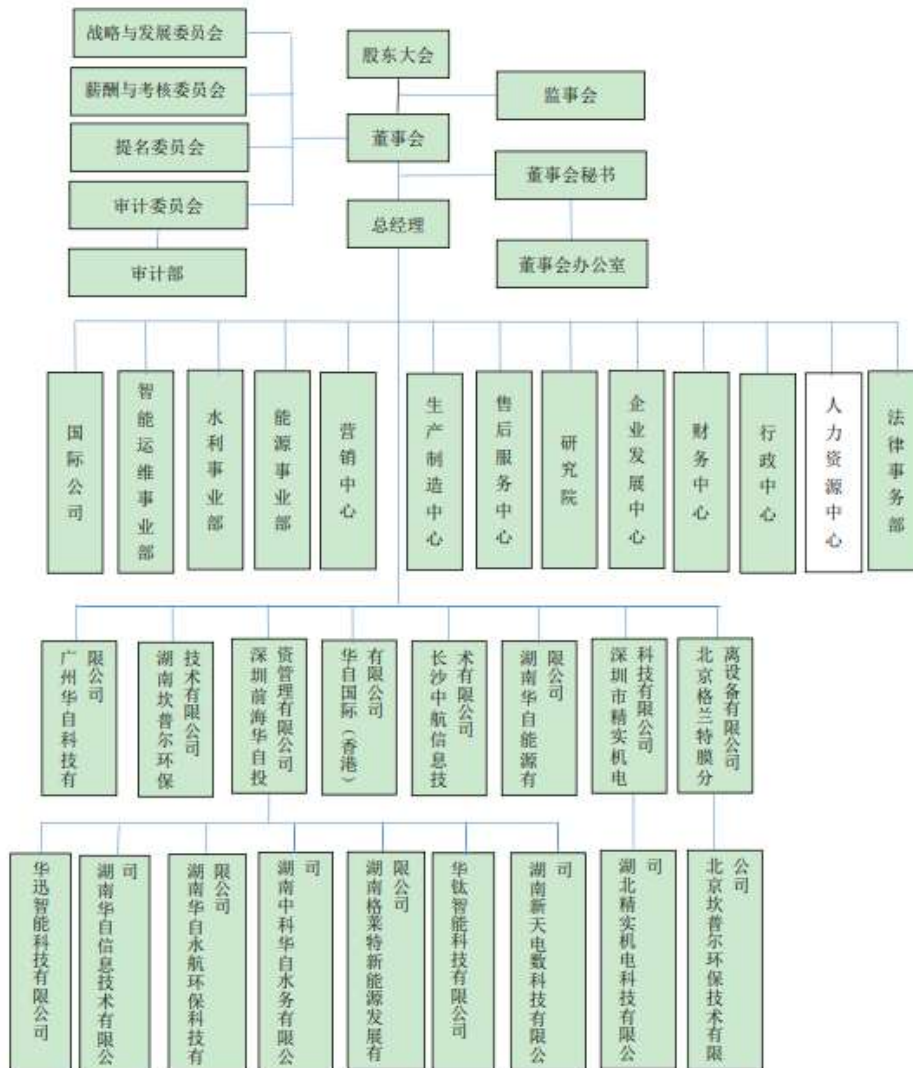 战略与发展委员会
薪酬与考核委员会
提名委员会
审计委员会
审计部
股东大会
监事会
董事会
董事会秘书
总经理
董事会办公室
国际公司
智能运维事业部
水利事业部
能源事业部
营销中心
生产制造中心
售后服务中心
研究院
企业发展中心
财务中心
行政中心
人力资源中心
法律事务部
广州华自科技有
限公司
湖南坎普尔环保
技术有限公司
深圳前海华自投
资管理有限公司
华自国际（香港）
有限公司
长沙中航信息技
术有限公司
湖南华自能源有
限公司
深圳市精实机电
科技有限公司
北京格兰特膜分
离设备有限公司
华迅智能科技有限公司
湖南华自信息技术有限公
司
湖南华自永航环保科技有
限公司
湖南中科华自水务有限公
司
湖南格莱特新能源发展有
限公司
华钛智能科技有限公司
湖南新天电数科技有限公
司
湖北精实机电科技有限公
司
北京坎普尔环保技术有限
公司